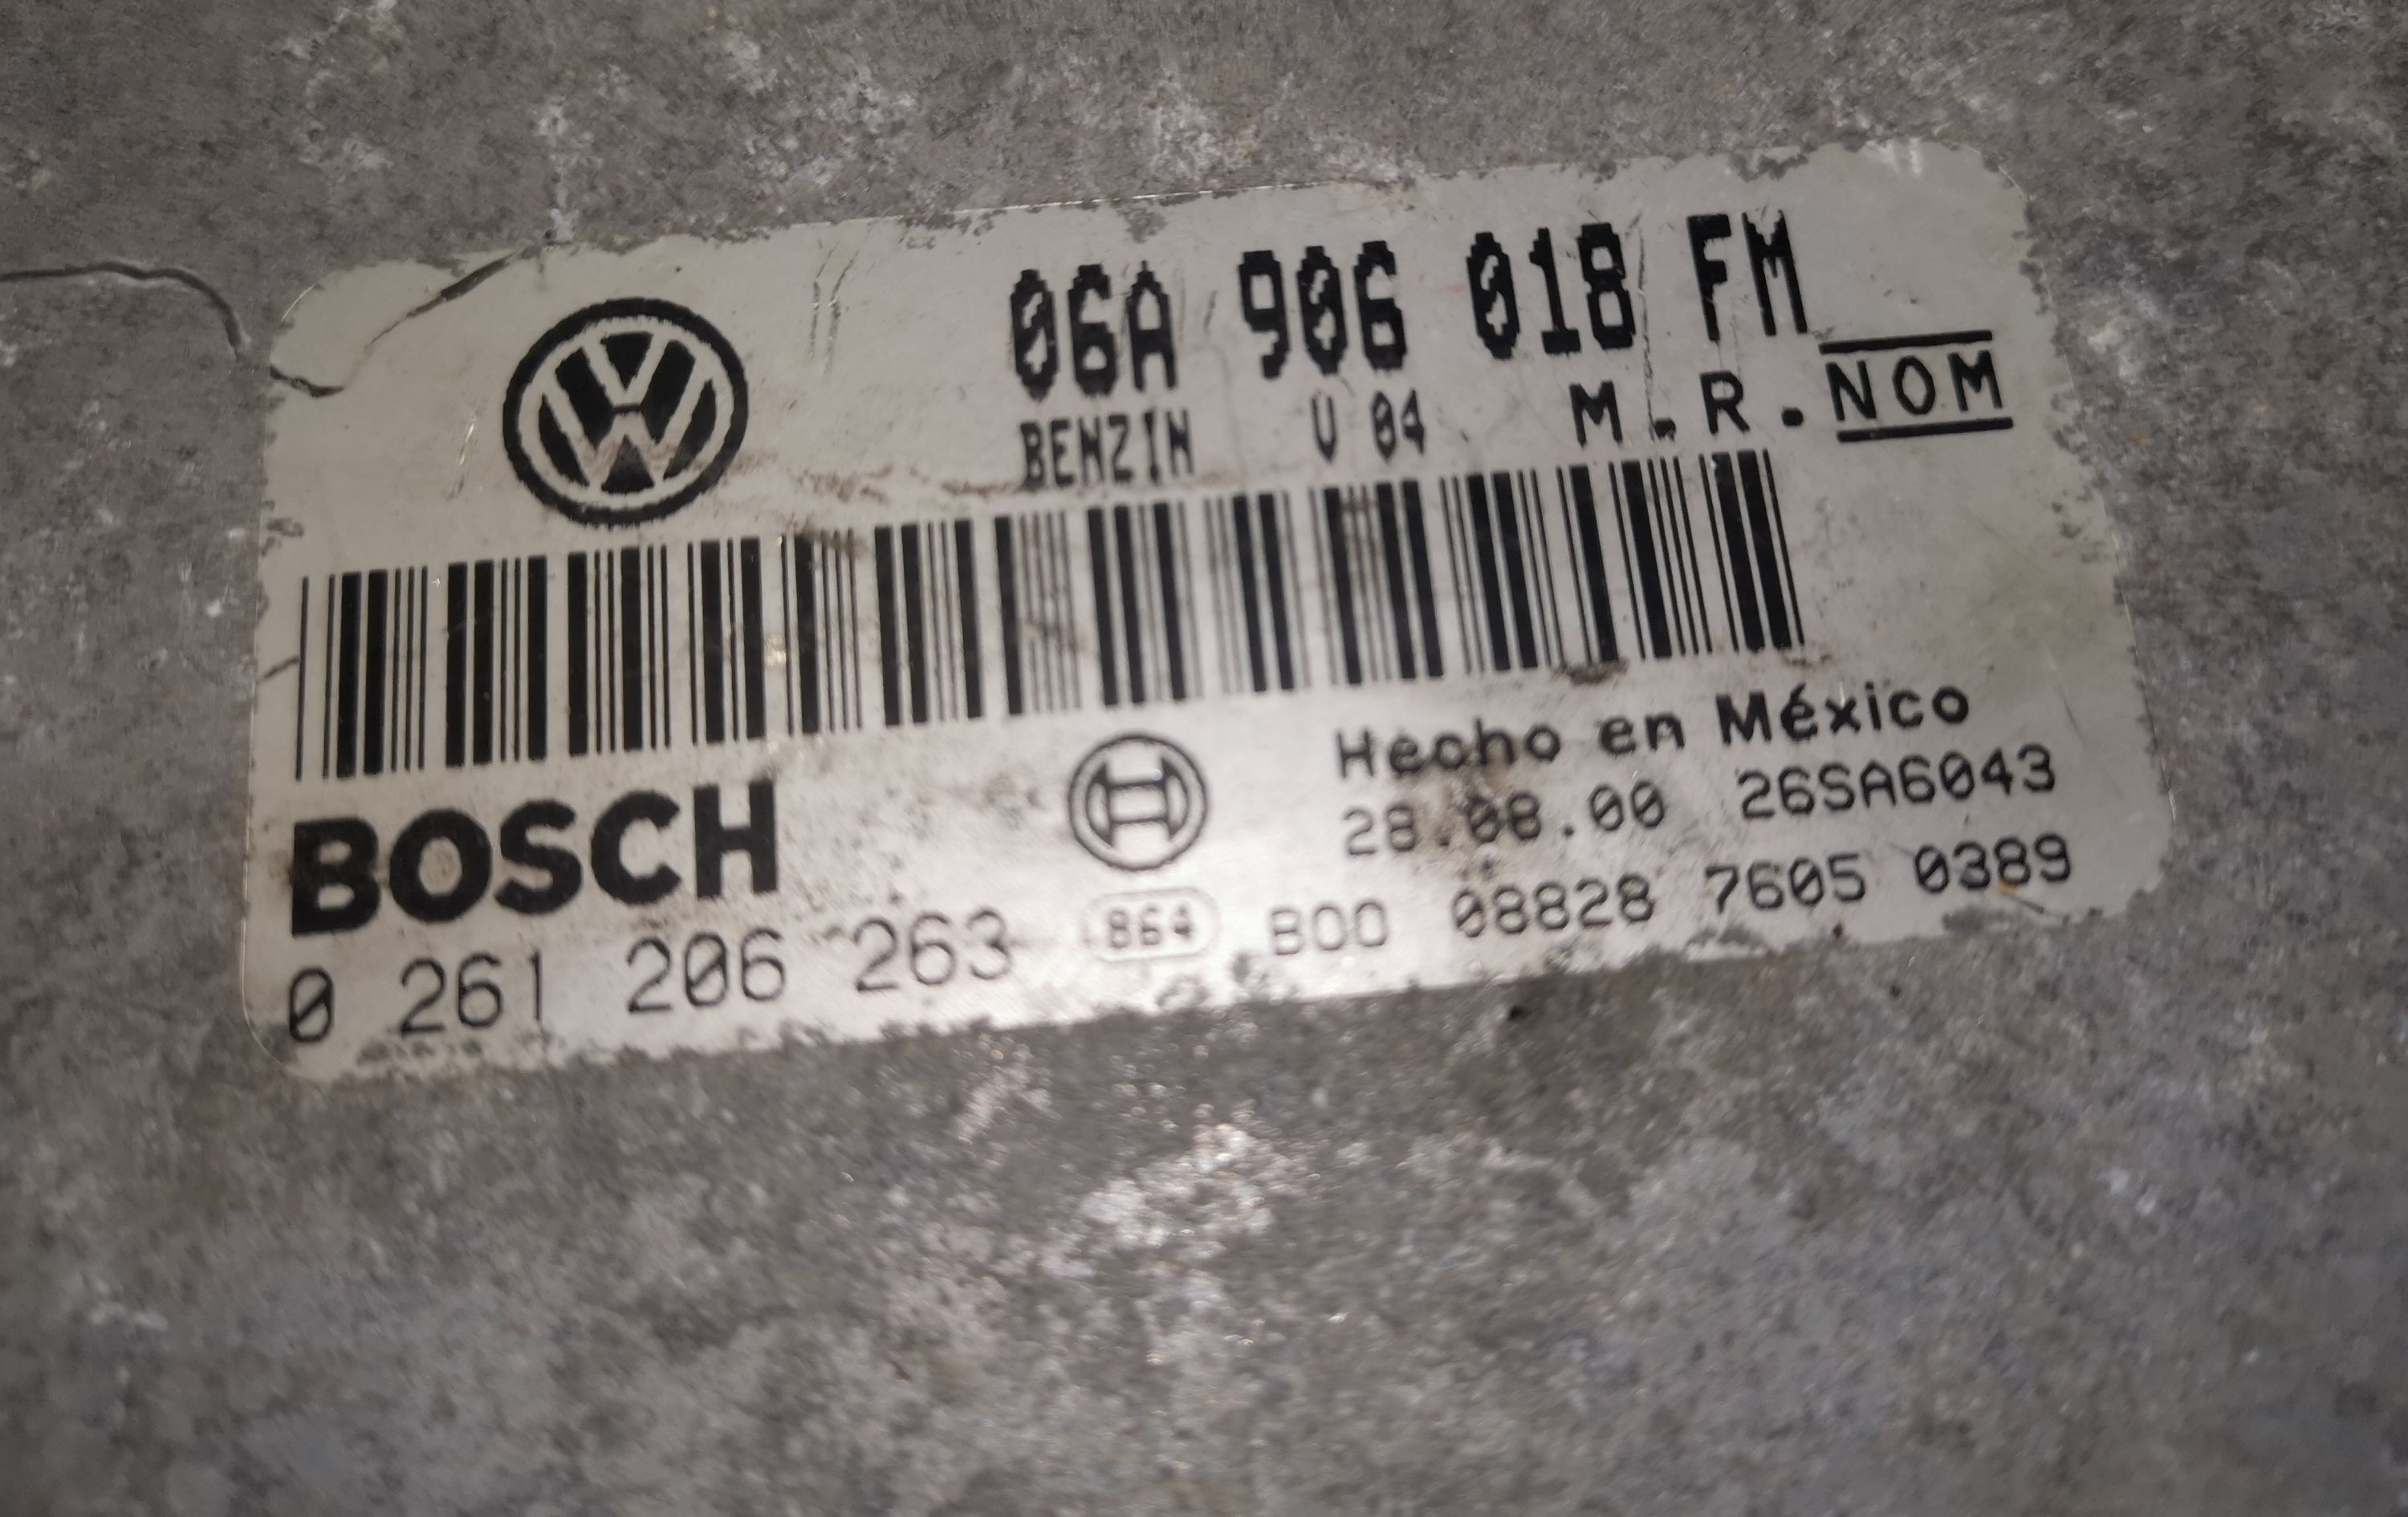 06A 906 018 FM
BENZIN V 04 M.R.NOM
Hecho en México
BOSCH 28.08.00 26SA6043
0 261 206 263 864 B00 08828 7605 0389